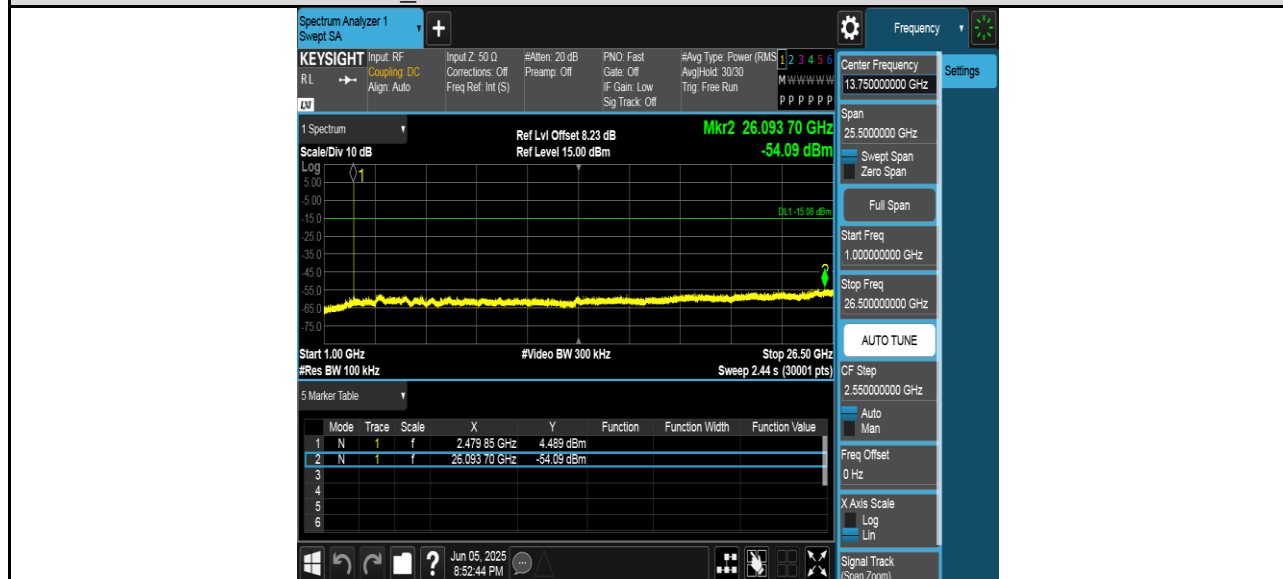 Spectrum Analyzer 1
Swept SA
+
Frequency
KEYSIGHT
RL
LXI
Input: RF
Coupling: DC
Align: Auto
Input Z: 50 Ω
Corrections: Off
Freq Ref: Int (S)
#Atten: 20 dB
Preamp: Off
PNO: Fast
Gate: Off
IF Gain: Low
Sig Track: Off
#Avg Type: Power (RMS
Avg|Hold: 30/30
Trig: Free Run
1 2 3 4 5 6
M W W W W W
P P P P P P
Center Frequency
13.750000000 GHz
Settings
Span
25.5000000 GHz
Swept Span
Zero Span
Full Span
Start Freq
1.000000000 GHz
Stop Freq
26.500000000 GHz
AUTO TUNE
CF Step
2.550000000 GHz
Auto
Man
Freq Offset
0 Hz
X Axis Scale
Log
Lin
Signal Track
(Span Zoom)
1 Spectrum
Scale/Div 10 dB
Ref Lvl Offset 8.23 dB
Ref Level 15.00 dBm
Mkr2 26.093 70 GHz
-54.09 dBm
Log
1
5.00
-5.00
-15.0
DL1 -15.08 dBm
-25.0
-35.0
-45.0
2
-55.0
-65.0
-75.0
Start 1.00 GHz
#Video BW 300 kHz
Stop 26.50 GHz
#Res BW 100 kHz
Sweep 2.44 s (30001 pts)
5 Marker Table
Mode Trace Scale X Y Function Function Width Function Value
1 N 1 f 2.479 85 GHz 4.489 dBm
2 N 1 f 26.093 70 GHz -54.09 dBm
3
4
5
6
?
Jun 05, 2025
8:52:44 PM